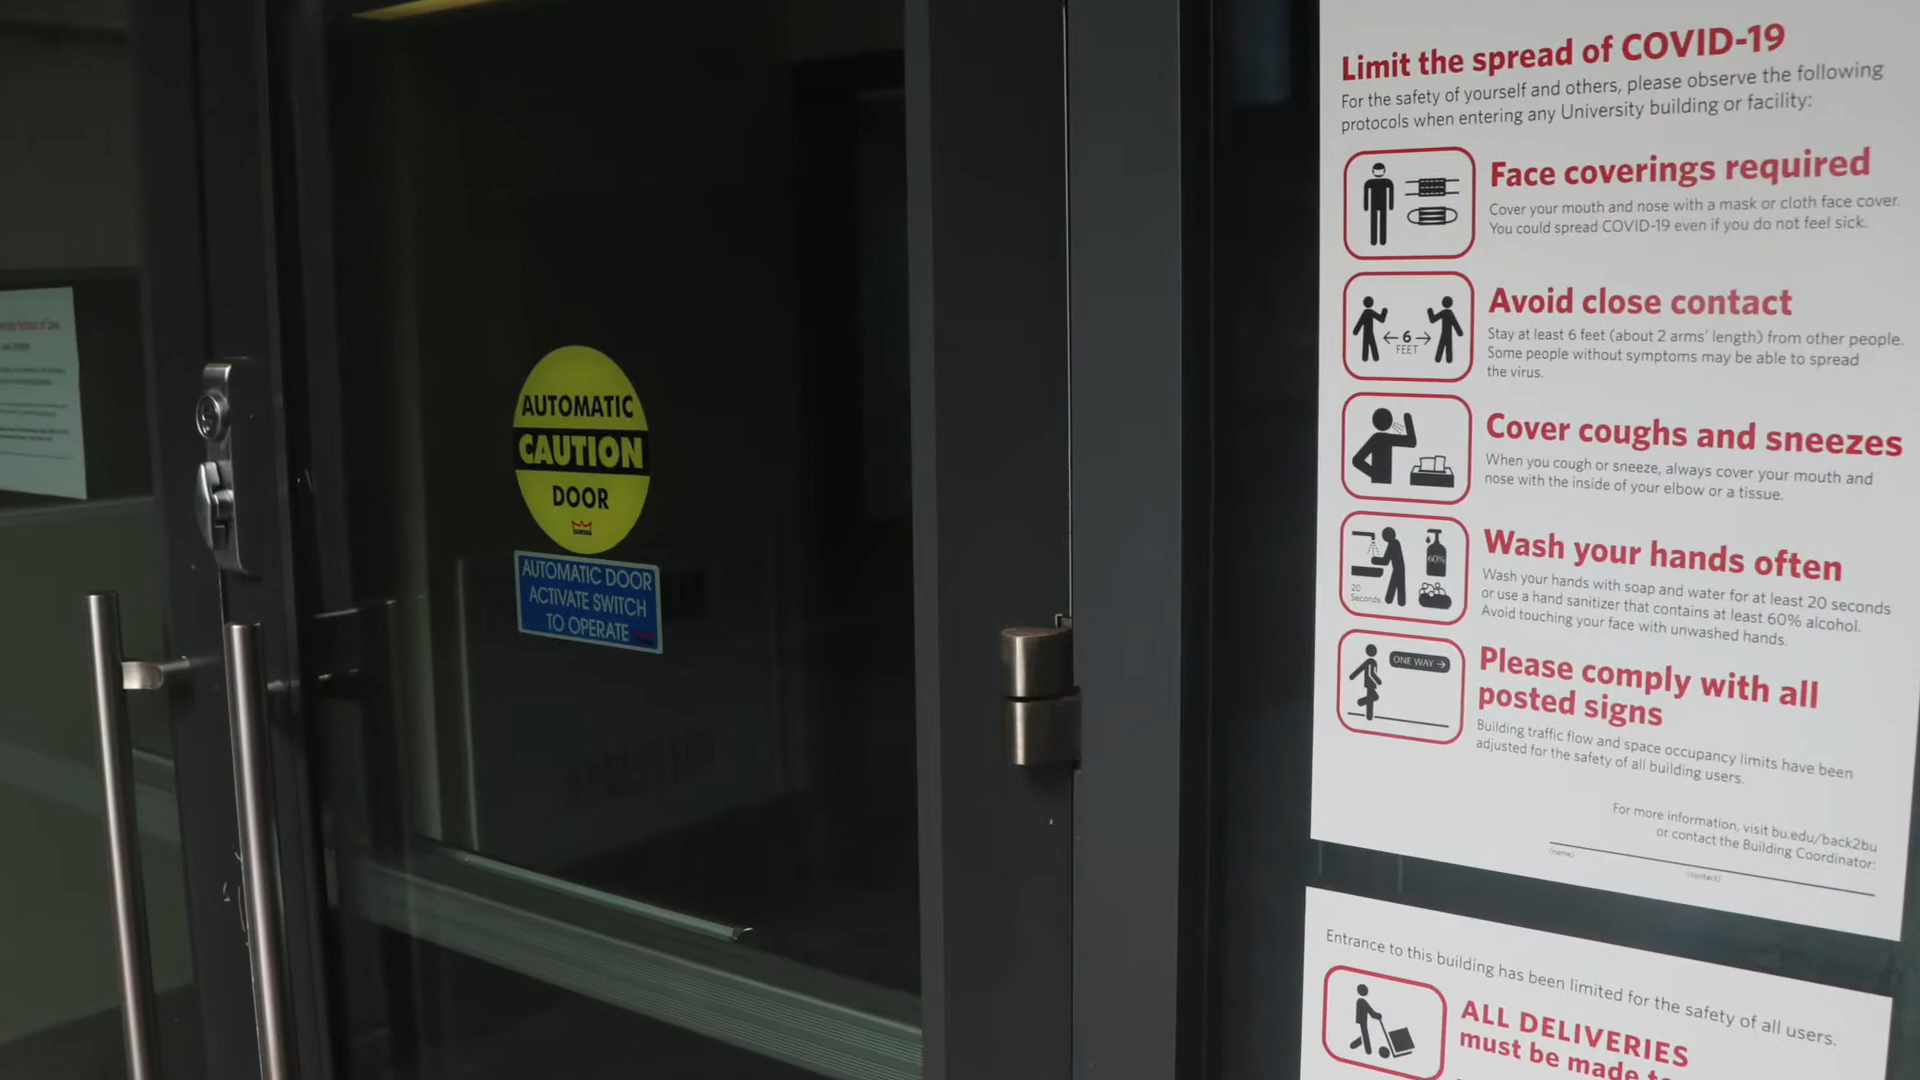 AUTOMATIC
CAUTION
DOOR
AUTOMATIC DOOR
ACTIVATE SWITCH
TO OPERATE
Limit the spread of COVID-19
For the safety of yourself and others, please observe the following
protocols when entering any University building or facility:
Face coverings required
Cover your mouth and nose with a mask or cloth face cover.
You could spread COVID-19 even if you do not feel sick.
← 6 →
FEET
Avoid close contact
Stay at least 6 feet (about 2 arms' length) from other people.
Some people without symptoms may be able to spread
the virus.
Cover coughs and sneezes
When you cough or sneeze, always cover your mouth and
nose with the inside of your elbow or a tissue.
60%
20
Seconds
Wash your hands often
Wash your hands with soap and water for at least 20 seconds
or use a hand sanitizer that contains at least 60% alcohol.
Avoid touching your face with unwashed hands.
ONE WAY →
Please comply with all
posted signs
Building traffic flow and space occupancy limits have been
adjusted for the safety of all building users.
For more information, visit bu.edu/back2bu
or contact the Building Coordinator:
(name)
(contact)
Entrance to this building has been limited for the safety of all users.
ALL DELIVERIES
must be made